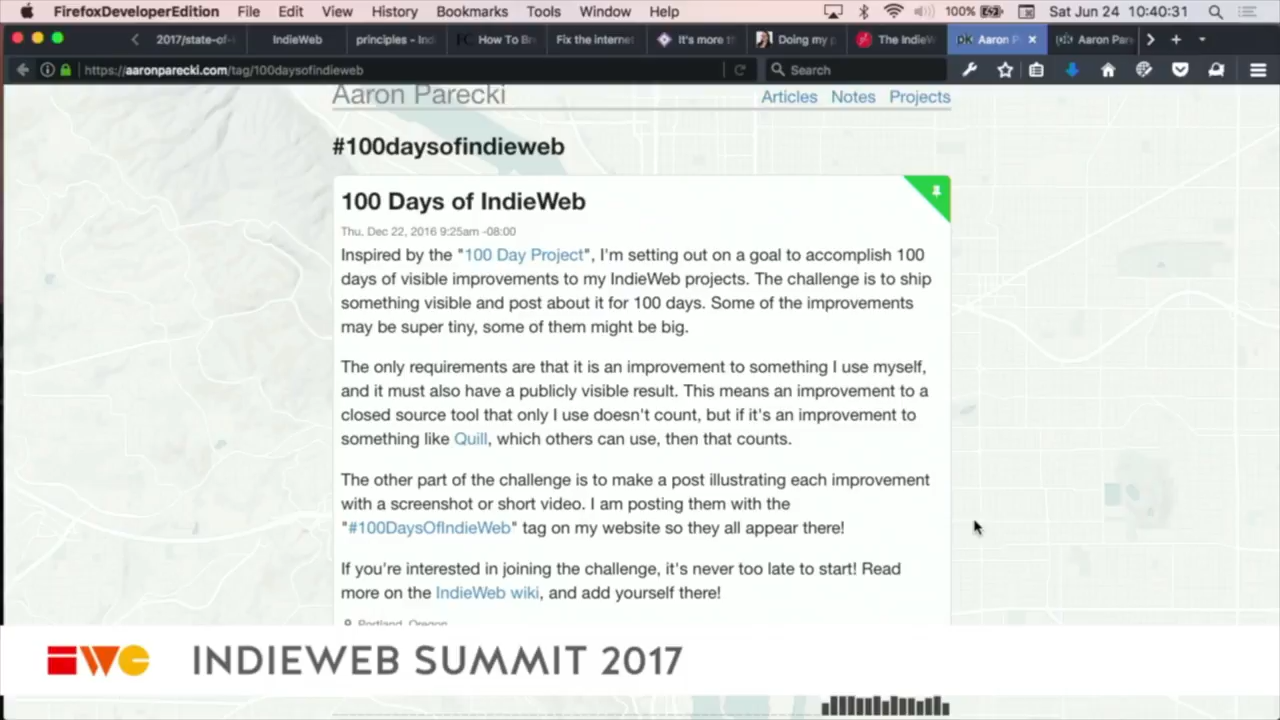 FirefoxDeveloperEdition File Edit View History Bookmarks Tools Window Help 100% Sat Jun 24 10:40:31
2017/state-of- IndieWeb principles - Ind How To Br Fix the interne It's more t Doing my p The IndieW Aaron P Aaron Par
https://aaronparecki.com/tag/100daysofindieweb Search
Aaron Parecki Articles Notes Projects
#100daysofindieweb
100 Days of IndieWeb
Thu, Dec 22, 2016 9:25am -08:00
Inspired by the "100 Day Project", I'm setting out on a goal to accomplish 100
days of visible improvements to my IndieWeb projects. The challenge is to ship
something visible and post about it for 100 days. Some of the improvements
may be super tiny, some of them might be big.
The only requirements are that it is an improvement to something I use myself,
and it must also have a publicly visible result. This means an improvement to a
closed source tool that only I use doesn't count, but if it's an improvement to
something like Quill, which others can use, then that counts.
The other part of the challenge is to make a post illustrating each improvement
with a screenshot or short video. I am posting them with the
"#100DaysOfIndieWeb" tag on my website so they all appear there!
If you're interested in joining the challenge, it's never too late to start! Read
more on the IndieWeb wiki, and add yourself there!
Portland, Oregon
IWC INDIEWEB SUMMIT 2017